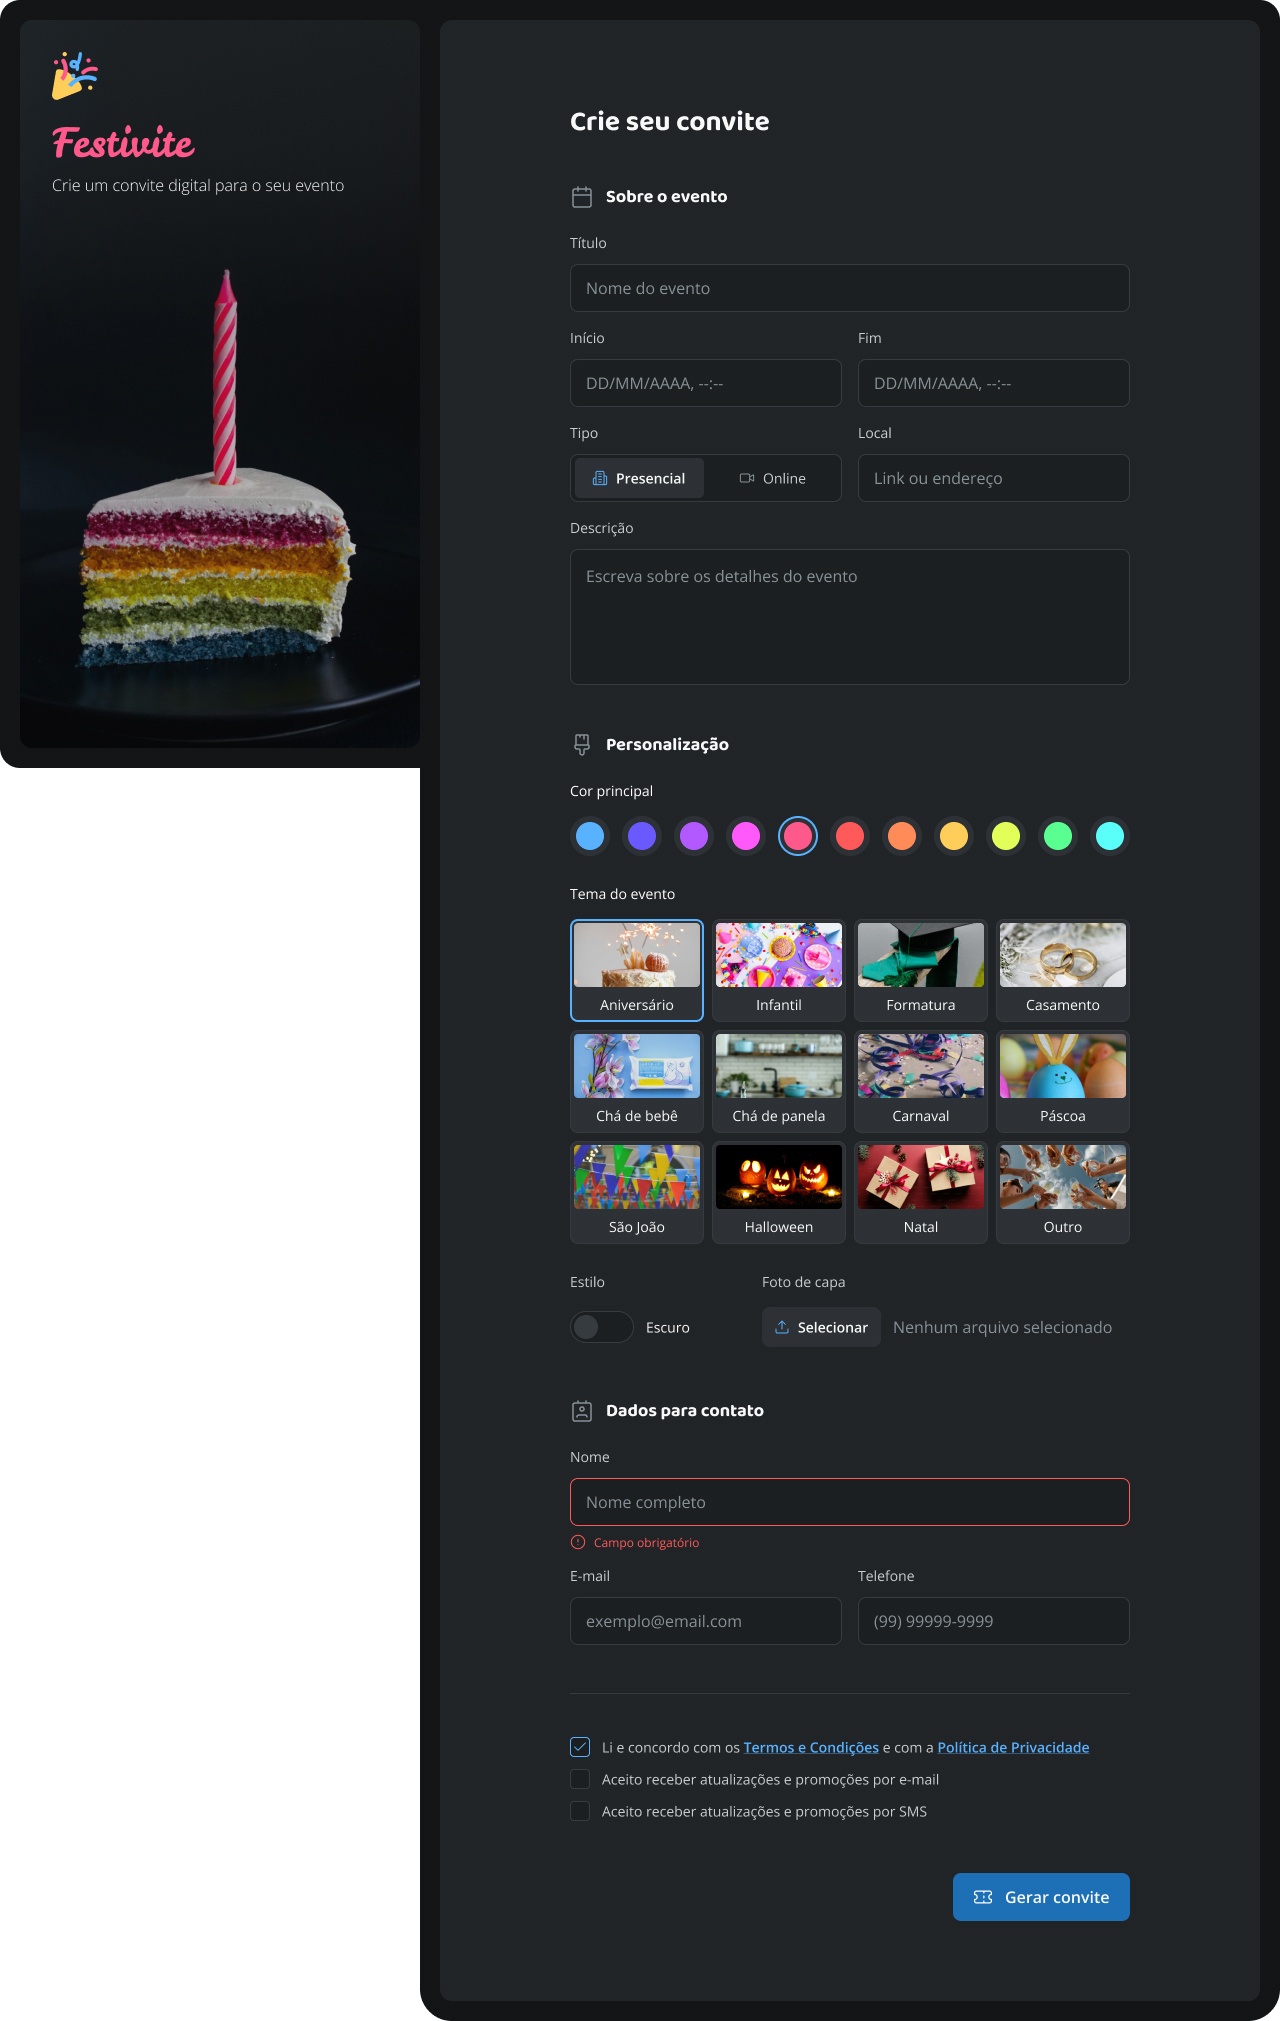 Festivite
Crie um convite digital para o seu evento
Crie seu convite
Sobre o evento
Título
Nome do evento
Início
Fim
DD/MM/AAAA, --:--
DD/MM/AAAA, --:--
Tipo
Local
Presencial
Online
Link ou endereço
Descrição
Escreva sobre os detalhes do evento
Personalização
Cor principal
Tema do evento
Aniversário
Infantil
Formatura
Casamento
Chá de bebê
Chá de panela
Carnaval
Páscoa
São João
Halloween
Natal
Outro
Estilo
Foto de capa
Escuro
Selecionar
Nenhum arquivo selecionado
Dados para contato
Nome
Nome completo
Campo obrigatório
E-mail
Telefone
exemplo@email.com
(99) 99999-9999
Li e concordo com os Termos e Condições e com a Política de Privacidade
Aceito receber atualizações e promoções por e-mail
Aceito receber atualizações e promoções por SMS
Gerar convite